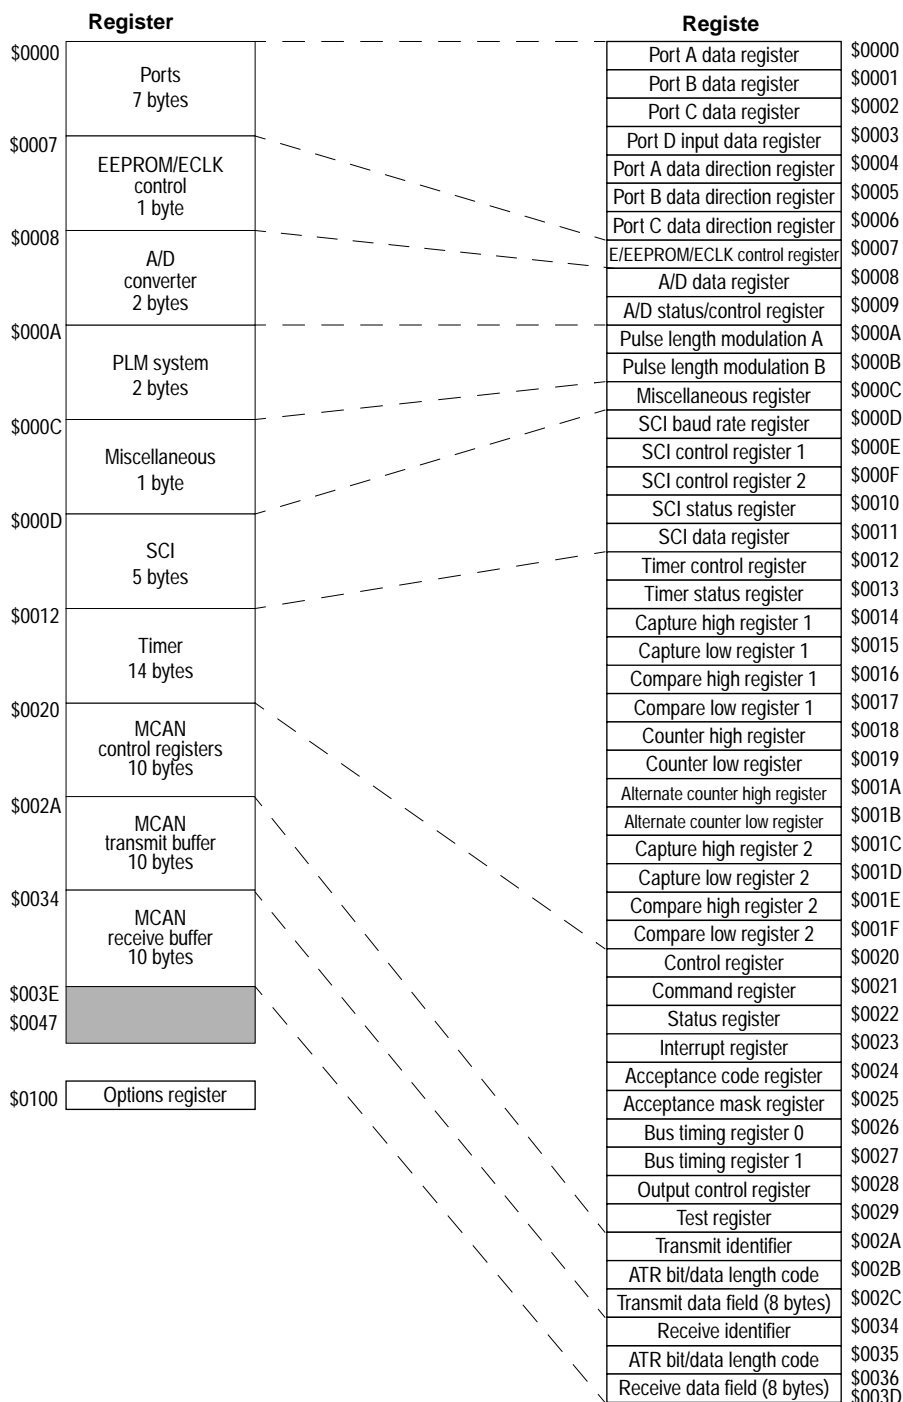 Register
$0000
Ports
7 bytes
$0007
EEPROM/ECLK
control
1 byte
$0008
A/D
converter
2 bytes
$000A
PLM system
2 bytes
$000C
Miscellaneous
1 byte
$000D
SCI
5 bytes
$0012
Timer
14 bytes
$0020
MCAN
control registers
10 bytes
$002A
MCAN
transmit buffer
10 bytes
$0034
MCAN
receive buffer
10 bytes
$003E
$0047
$0100 Options register
Registe
Port A data register $0000
Port B data register $0001
Port C data register $0002
Port D input data register $0003
Port A data direction register $0004
Port B data direction register $0005
Port C data direction register $0006
E/EEPROM/ECLK control register $0007
A/D data register $0008
A/D status/control register $0009
Pulse length modulation A $000A
Pulse length modulation B $000B
Miscellaneous register $000C
SCI baud rate register $000D
SCI control register 1 $000E
SCI control register 2 $000F
SCI status register $0010
SCI data register $0011
Timer control register $0012
Timer status register $0013
Capture high register 1 $0014
Capture low register 1 $0015
Compare high register 1 $0016
Compare low register 1 $0017
Counter high register $0018
Counter low register $0019
Alternate counter high register $001A
Alternate counter low register $001B
Capture high register 2 $001C
Capture low register 2 $001D
Compare high register 2 $001E
Compare low register 2 $001F
Control register $0020
Command register $0021
Status register $0022
Interrupt register $0023
Acceptance code register $0024
Acceptance mask register $0025
Bus timing register 0 $0026
Bus timing register 1 $0027
Output control register $0028
Test register $0029
Transmit identifier $002A
ATR bit/data length code $002B
Transmit data field (8 bytes) $002C
Receive identifier $0034
ATR bit/data length code $0035
Receive data field (8 bytes) $0036
$003D